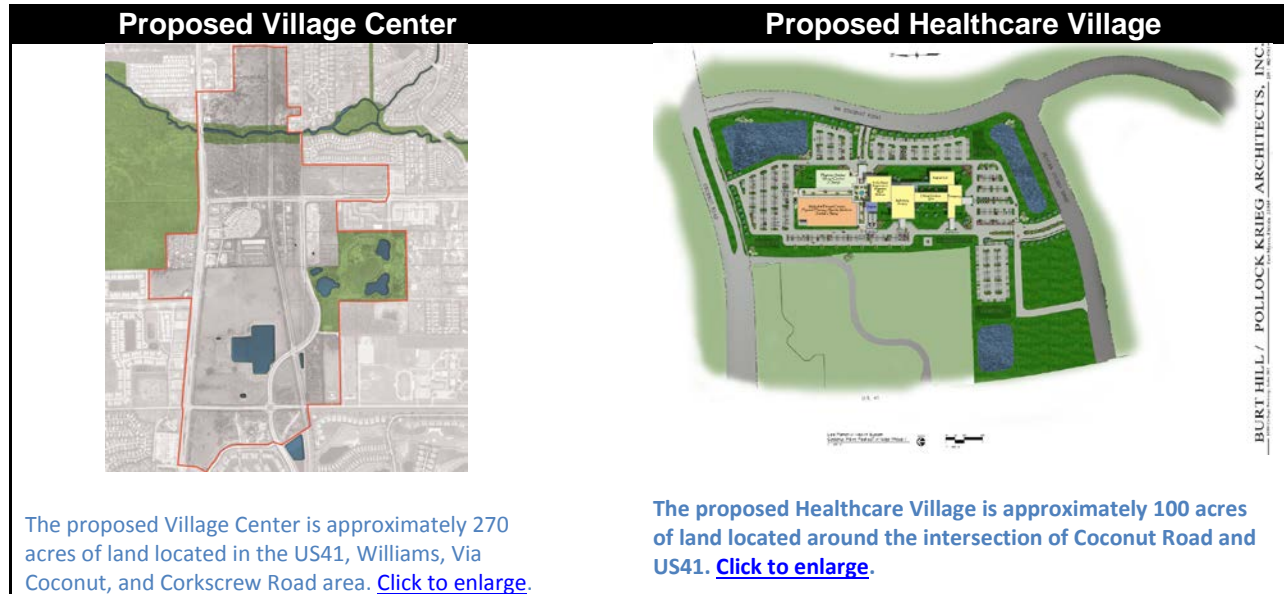 Proposed Village Center
Proposed Healthcare Village
The proposed Village Center is approximately 270
acres of land located in the US41, Williams, Via
Coconut, and Corkscrew Road area. Click to enlarge.
BURT HILL / POLLOCK KRIEG ARCHITECTS, INC.
U.S. 41
The proposed Healthcare Village is approximately 100 acres
of land located around the intersection of Coconut Road and
US41. Click to enlarge.